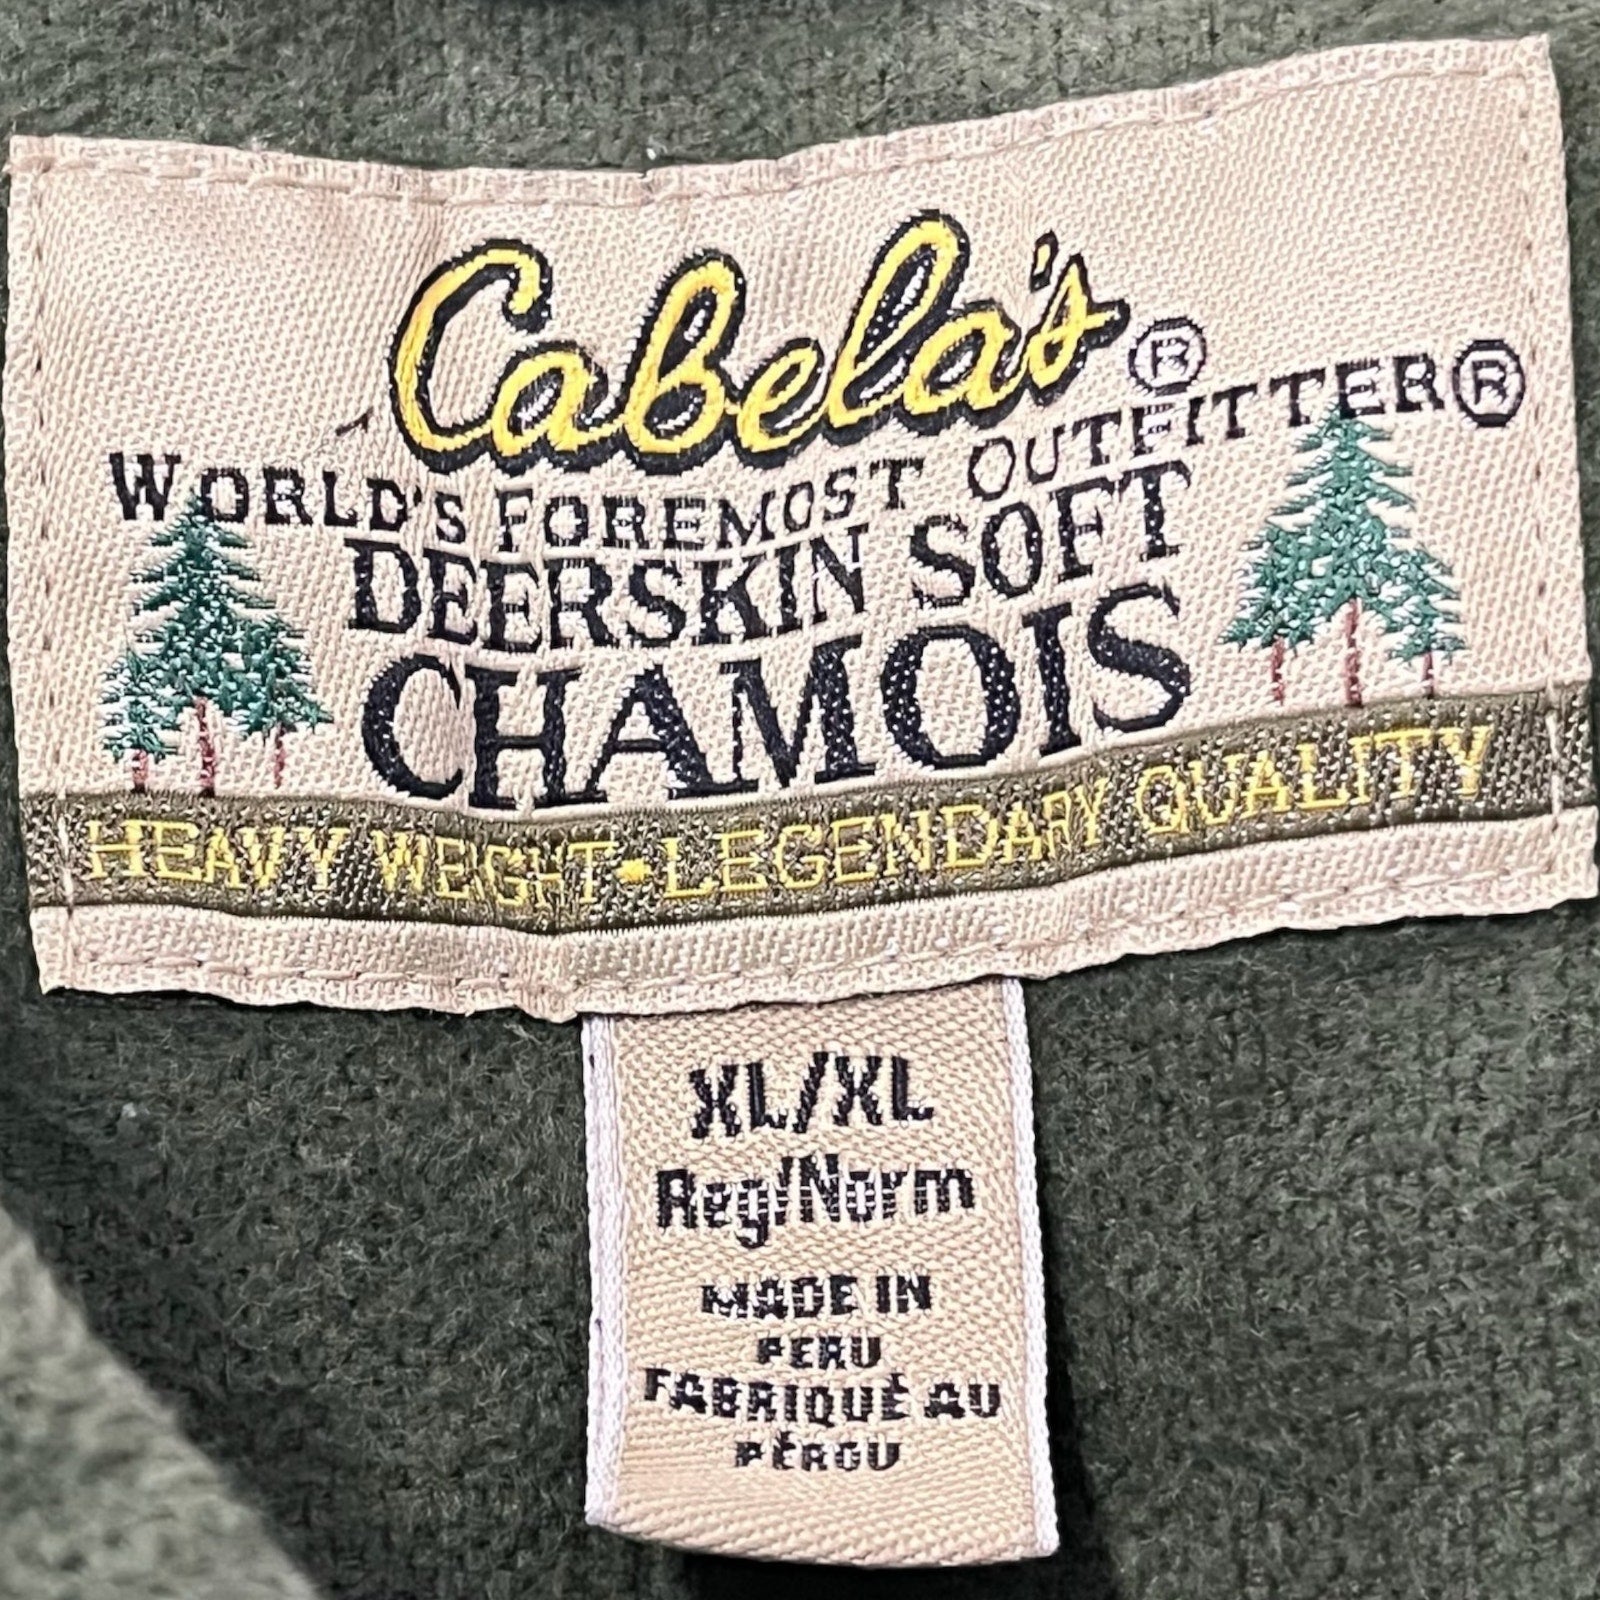 Cabela's®
WORLD'S FOREMOST OUTFITTER®
DEERSKIN SOFT
CHAMOIS
HEAVY WEIGHT • LEGENDARY QUALITY
XL/XL
Reg/Norm
MADE IN
PERU
FABRIQUÉ AU
PÉROU